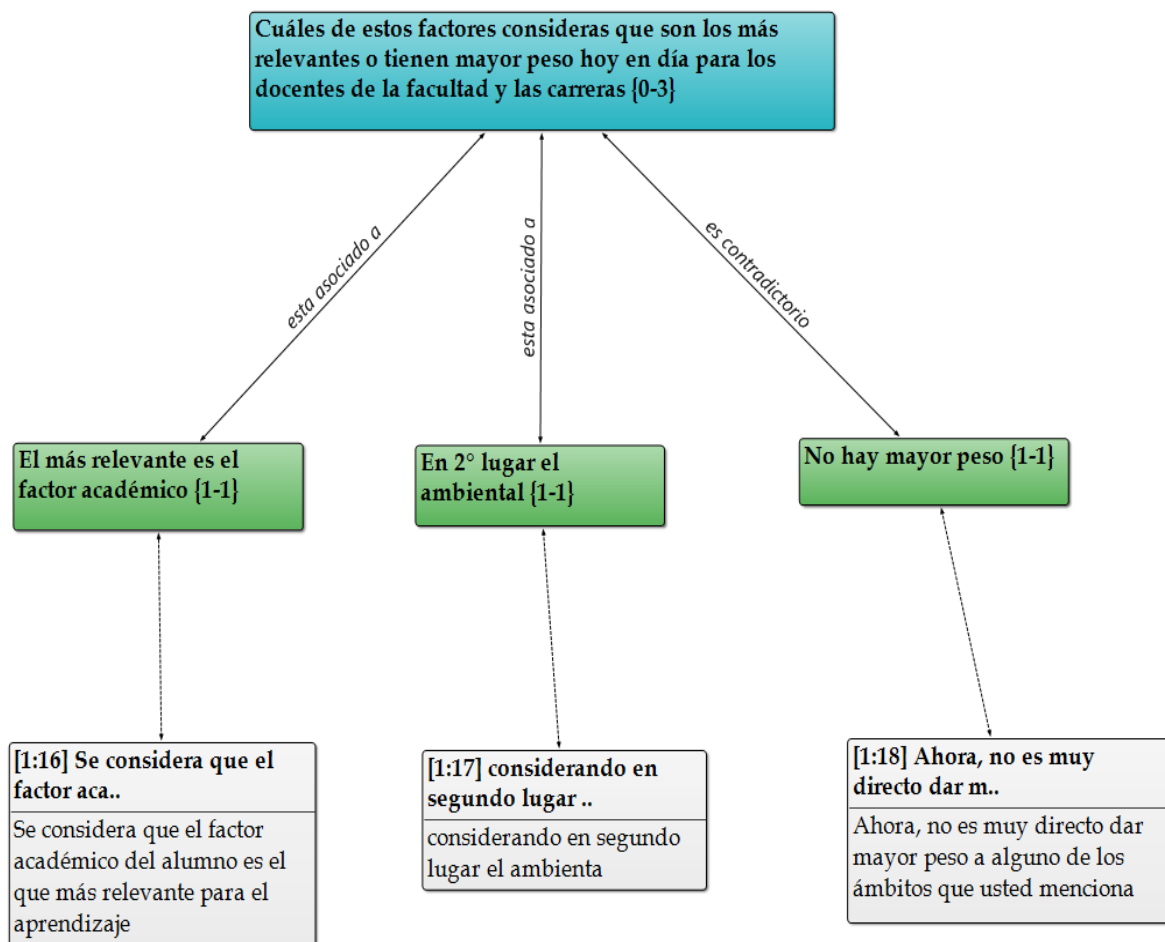 Cuáles de estos factores consideras que son los más
relevantes o tienen mayor peso hoy en día para los
docentes de la facultad y las carreras {0-3}
esta asociado a
esta asociado a
es contradictorio
El más relevante es el
factor académico {1-1}
En 2° lugar el
ambiental {1-1}
No hay mayor peso {1-1}
[1:16] Se considera que el
factor aca..
Se considera que el factor
académico del alumno es el
que más relevante para el
aprendizaje
[1:17] considerando en
segundo lugar ..
considerando en segundo
lugar el ambienta
[1:18] Ahora, no es muy
directo dar m..
Ahora, no es muy directo dar
mayor peso a alguno de los
ámbitos que usted menciona